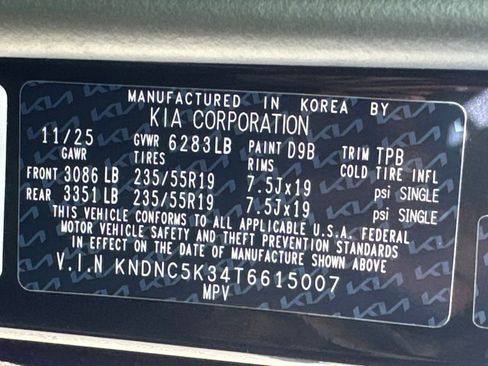 MANUFACTURED IN KOREA BY
KIA CORPORATION
11/25 GVWR 6283LB PAINT D9B TRIM TPB
GAWR TIRES RIMS COLD TIRE INFL
FRONT 3086 LB 235/55R19 7.5Jx19 psi SINGLE
REAR 3351 LB 235/55R19 7.5Jx19 psi SINGLE
THIS VEHICLE CONFORMS TO ALL APPLICABLE U.S.A. FEDERAL
MOTOR VEHICLE SAFETY AND THEFT PREVENTION STANDARDS
IN EFFECT ON THE DATE OF MANUFACTURE SHOWN ABOVE
V.I.N KNDNC5K34T6615007
MPV